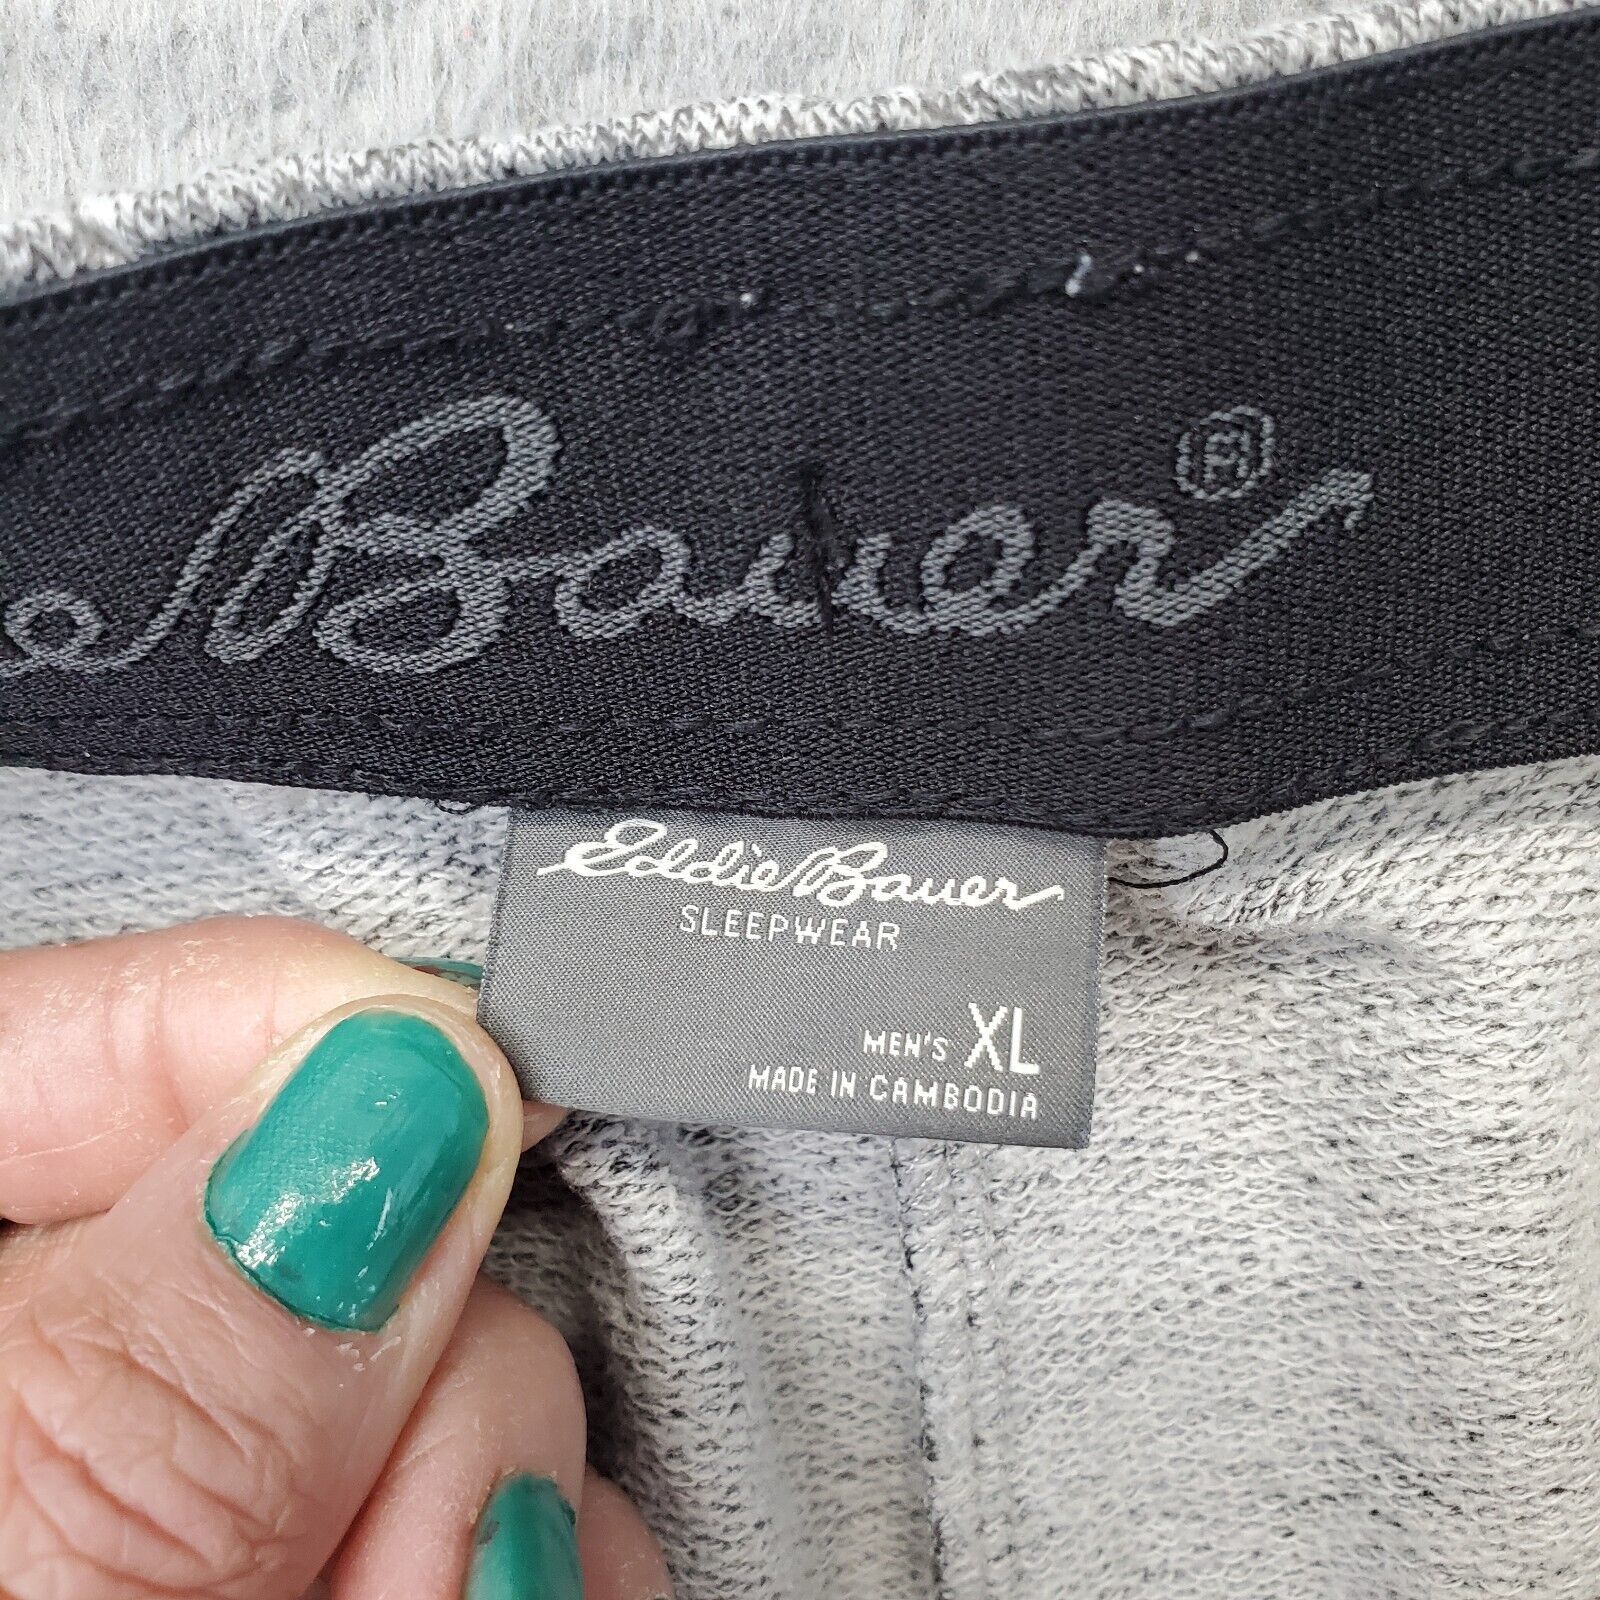 Bauer®
Eddie Bauer
SLEEPWEAR
MEN'S XL
MADE IN CAMBODIA